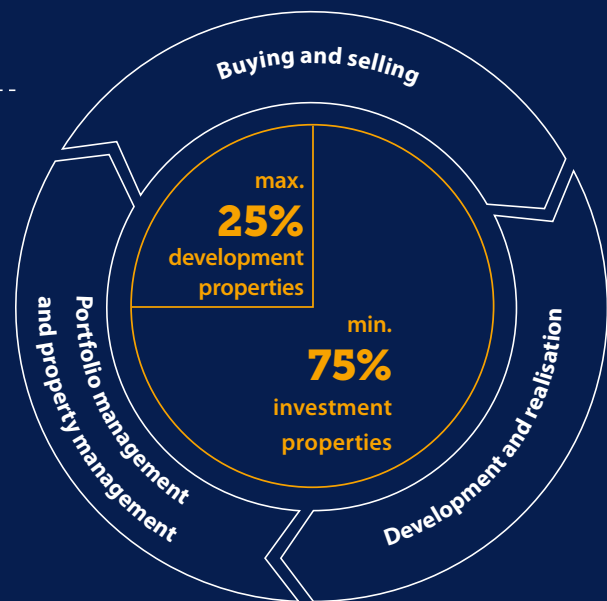 Buying and selling
max.
25%
development
properties
min.
75%
investment
properties
Portfolio management
and property management
Development and realisation